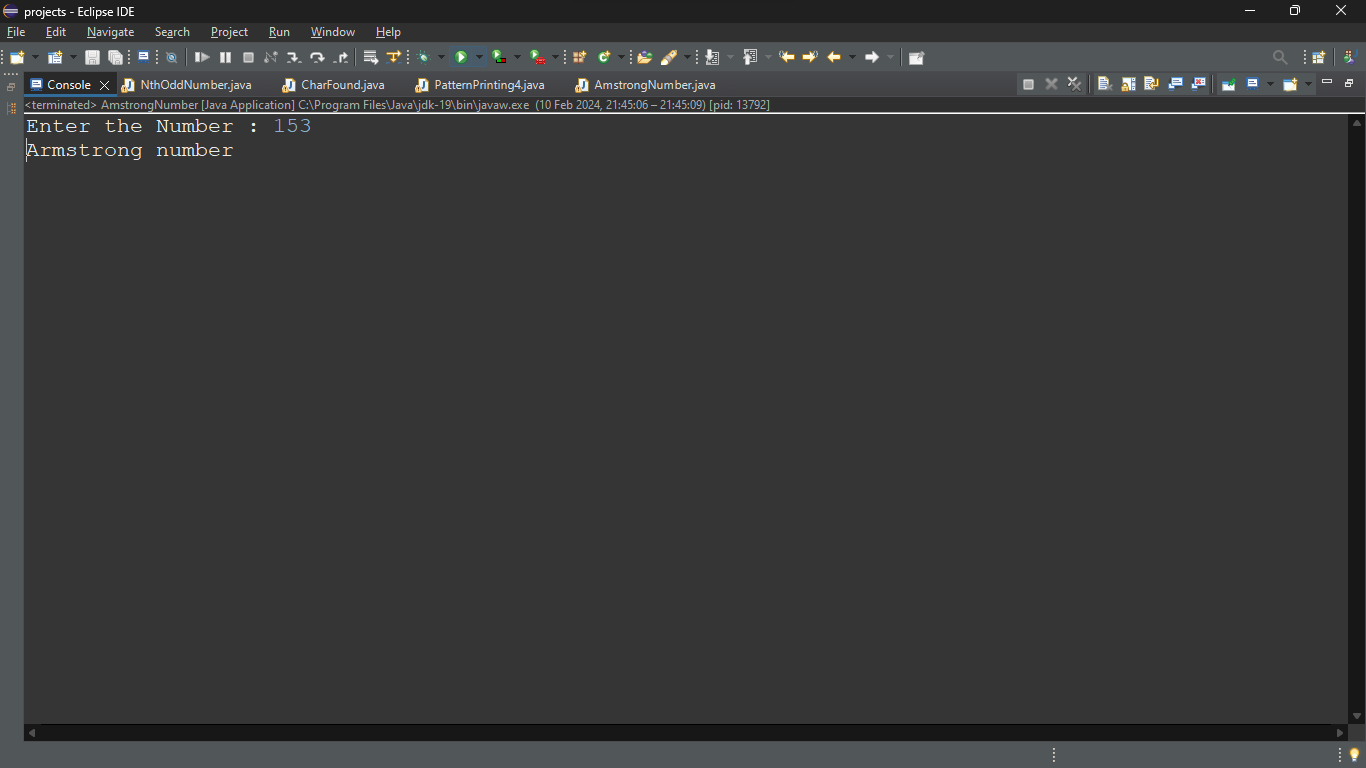 projects - Eclipse IDE
File Edit Navigate Search Project Run Window Help
Console NthOddNumber.java CharFound.java PatternPrinting4.java AmstrongNumber.java
<terminated> AmstrongNumber [Java Application] C:\Program Files\Java\jdk-19\bin\javaw.exe (10 Feb 2024, 21:45:06 – 21:45:09) [pid: 13792]
Enter the Number : 153
Armstrong number